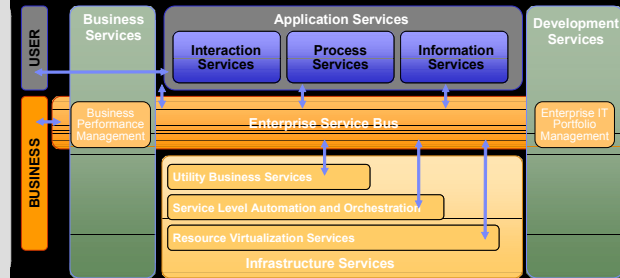 USER
BUSINESS
Business
Services
Business
Performance
Management
Application Services
Interaction
Services
Process
Services
Information
Services
Enterprise Service Bus
Utility Business Services
Service Level Automation and Orchestration
Resource Virtualization Services
Infrastructure Services
Development
Services
Enterprise IT
Portfolio
Management